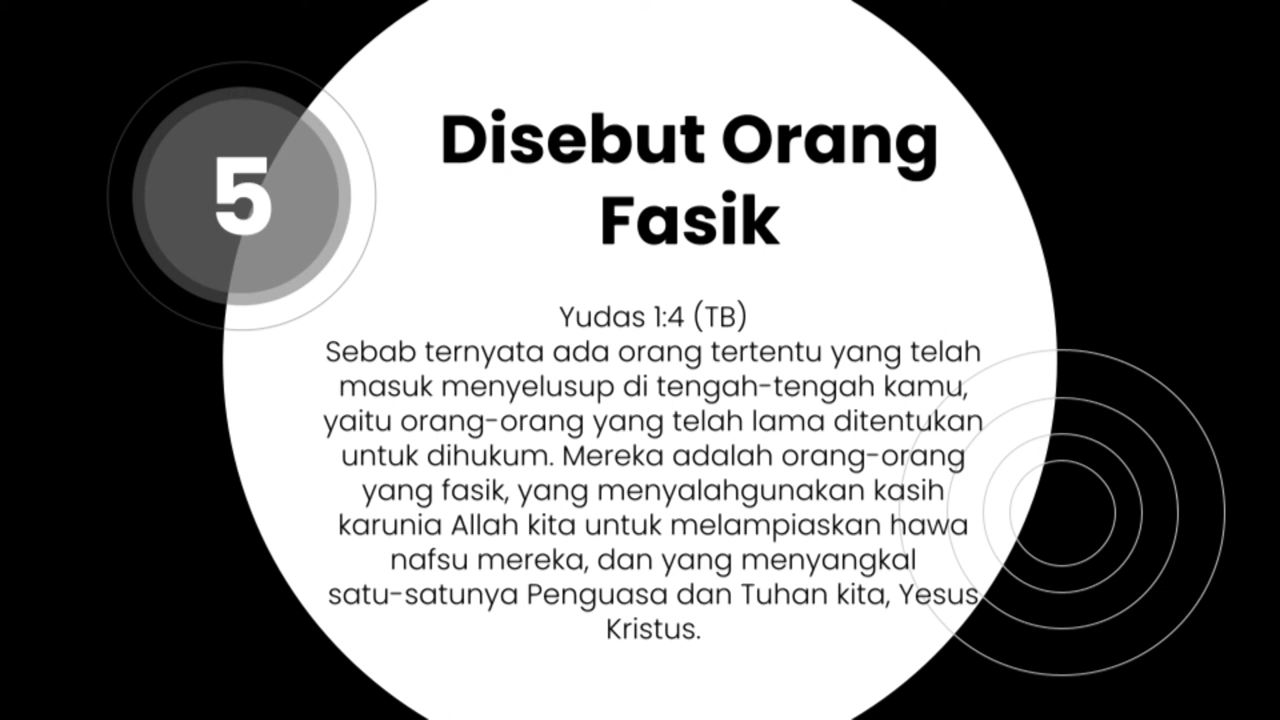 5
Disebut Orang
Fasik
Yudas 1:4 (TB)
Sebab ternyata ada orang tertentu yang telah
masuk menyelusup di tengah-tengah kamu,
yaitu orang-orang yang telah lama ditentukan
untuk dihukum. Mereka adalah orang-orang
yang fasik, yang menyalahgunakan kasih
karunia Allah kita untuk melampiaskan hawa
nafsu mereka, dan yang menyangkal
satu-satunya Penguasa dan Tuhan kita, Yesus
Kristus.